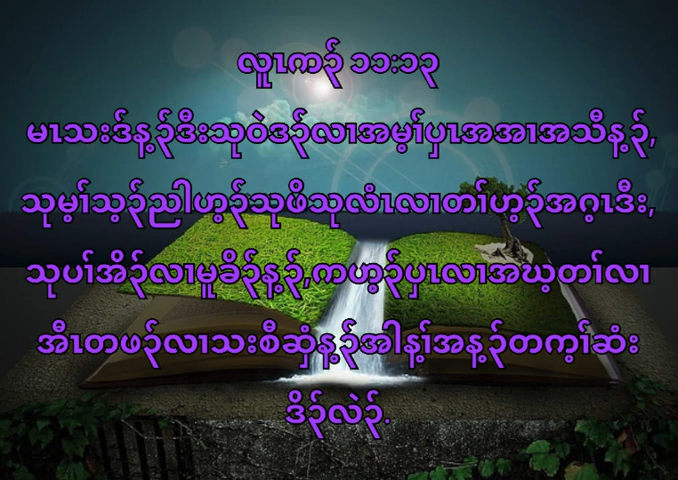 လူၤကၣ် ၁၁:၁၃
မၤသးဒ်န့ၣ်ဒီးသုဝဲဒၣ်လၢအမ့ၢ်ပှၤအအၢအသီန့ၣ်,
သုမ့ၢ်သ့ၣ်ညါဟ့ၣ်သုဖိသုလံၤလၢတၢ်ဟ့ၣ်အဂ့ၤဒီး,
သုပၢ်အိၣ်လၢမူခိၣ်န့ၣ်,ကဟ့ၣ်ပှၤလၢအဃ့တၢ်လၢ
အီၤတဖၣ်လၢသးစီဆှံန့ၣ်အါန့ၢ်အန့ၣ်တက့ၢ်ဆံး
ဒိၣ်လဲၣ်.